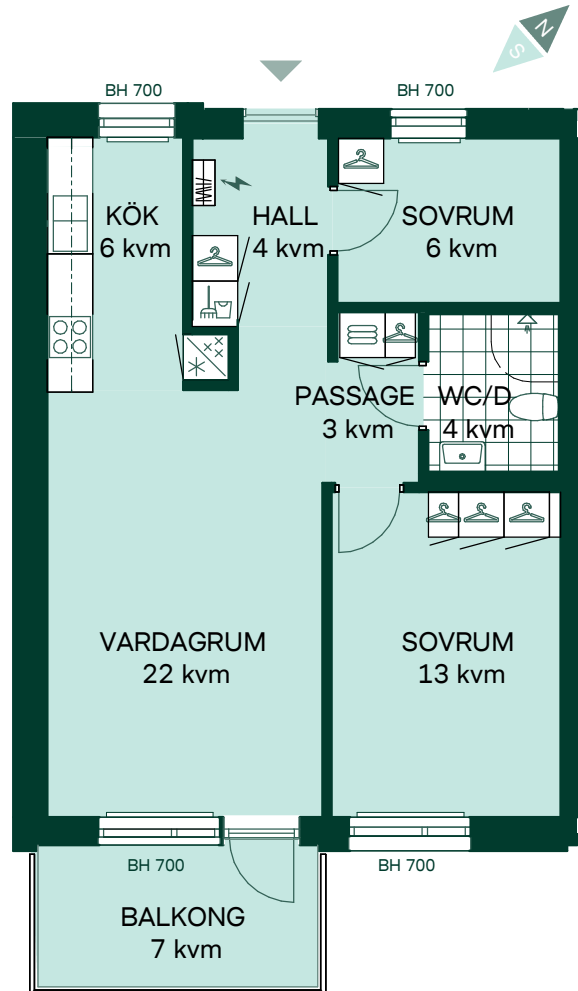 N
S
BH 700
BH 700
KÖK
6 kvm
HALL
4 kvm
SOVRUM
6 kvm
PASSAGE
3 kvm
WC/D
4 kvm
VARDAGRUM
22 kvm
SOVRUM
13 kvm
BH 700
BH 700
BALKONG
7 kvm